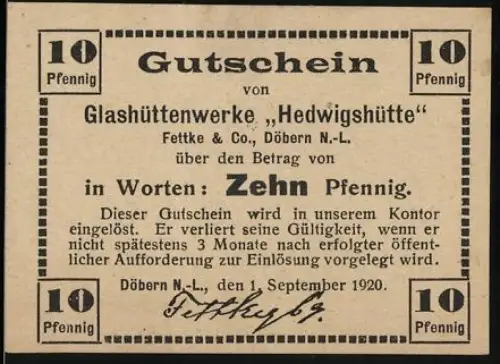 10 Pfennig
10 Pfennig
Gutschein
von
Glashüttenwerke „Hedwigshütte“
Fettke & Co., Döbern N.-L.
über den Betrag von
in Worten: Zehn Pfennig.
Dieser Gutschein wird in unserem Kontor
eingelöst. Er verliert seine Gültigkeit, wenn er
nicht spätestens 3 Monate nach erfolgter öffent-
licher Aufforderung zur Einlösung vorgelegt wird.
Döbern N.-L., den 1. September 1920.
10 Pfennig
10 Pfennig